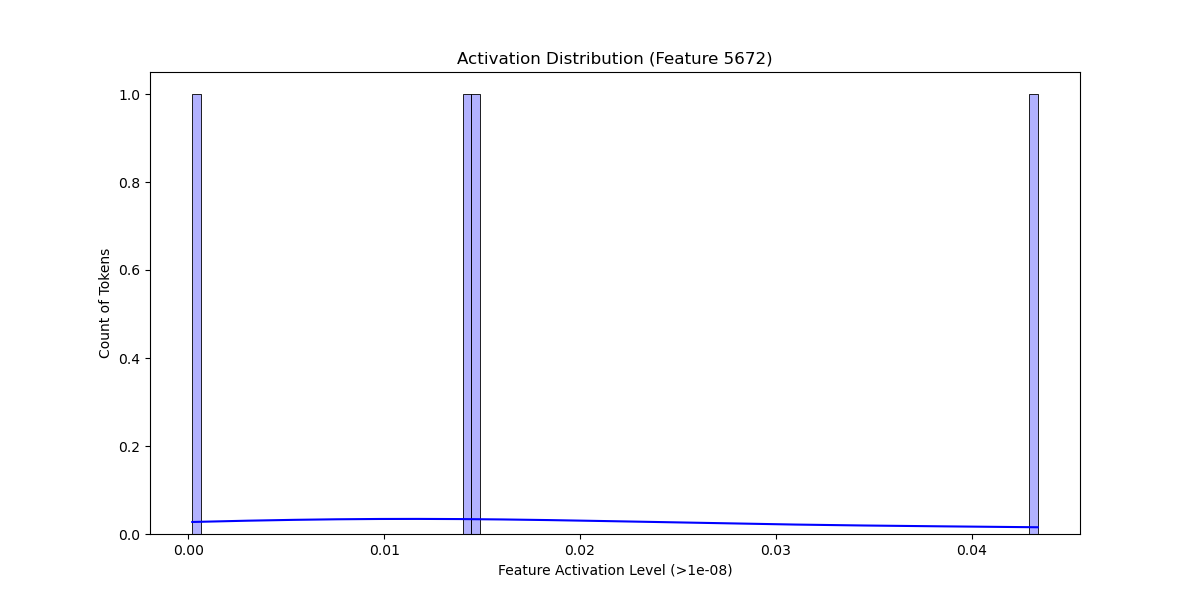 Activation Distribution (Feature 5672)
1.0
0.8
0.6
0.4
0.2
0.0
Count of Tokens
0.00 0.01 0.02 0.03 0.04
Feature Activation Level (>1e-08)